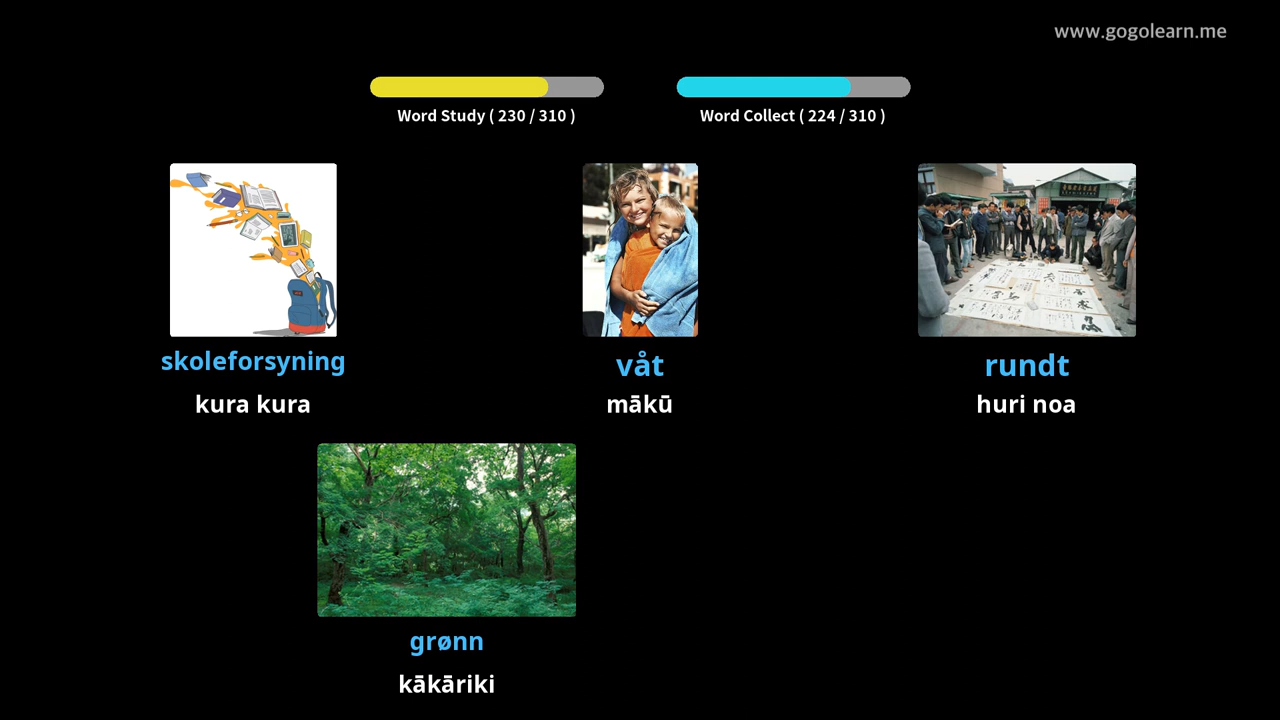 www.gogolearn.me
Word Study ( 230 / 310 )
Word Collect ( 224 / 310 )
skoleforsyning
våt
rundt
kura kura
mākū
huri noa
grønn
kākāriki